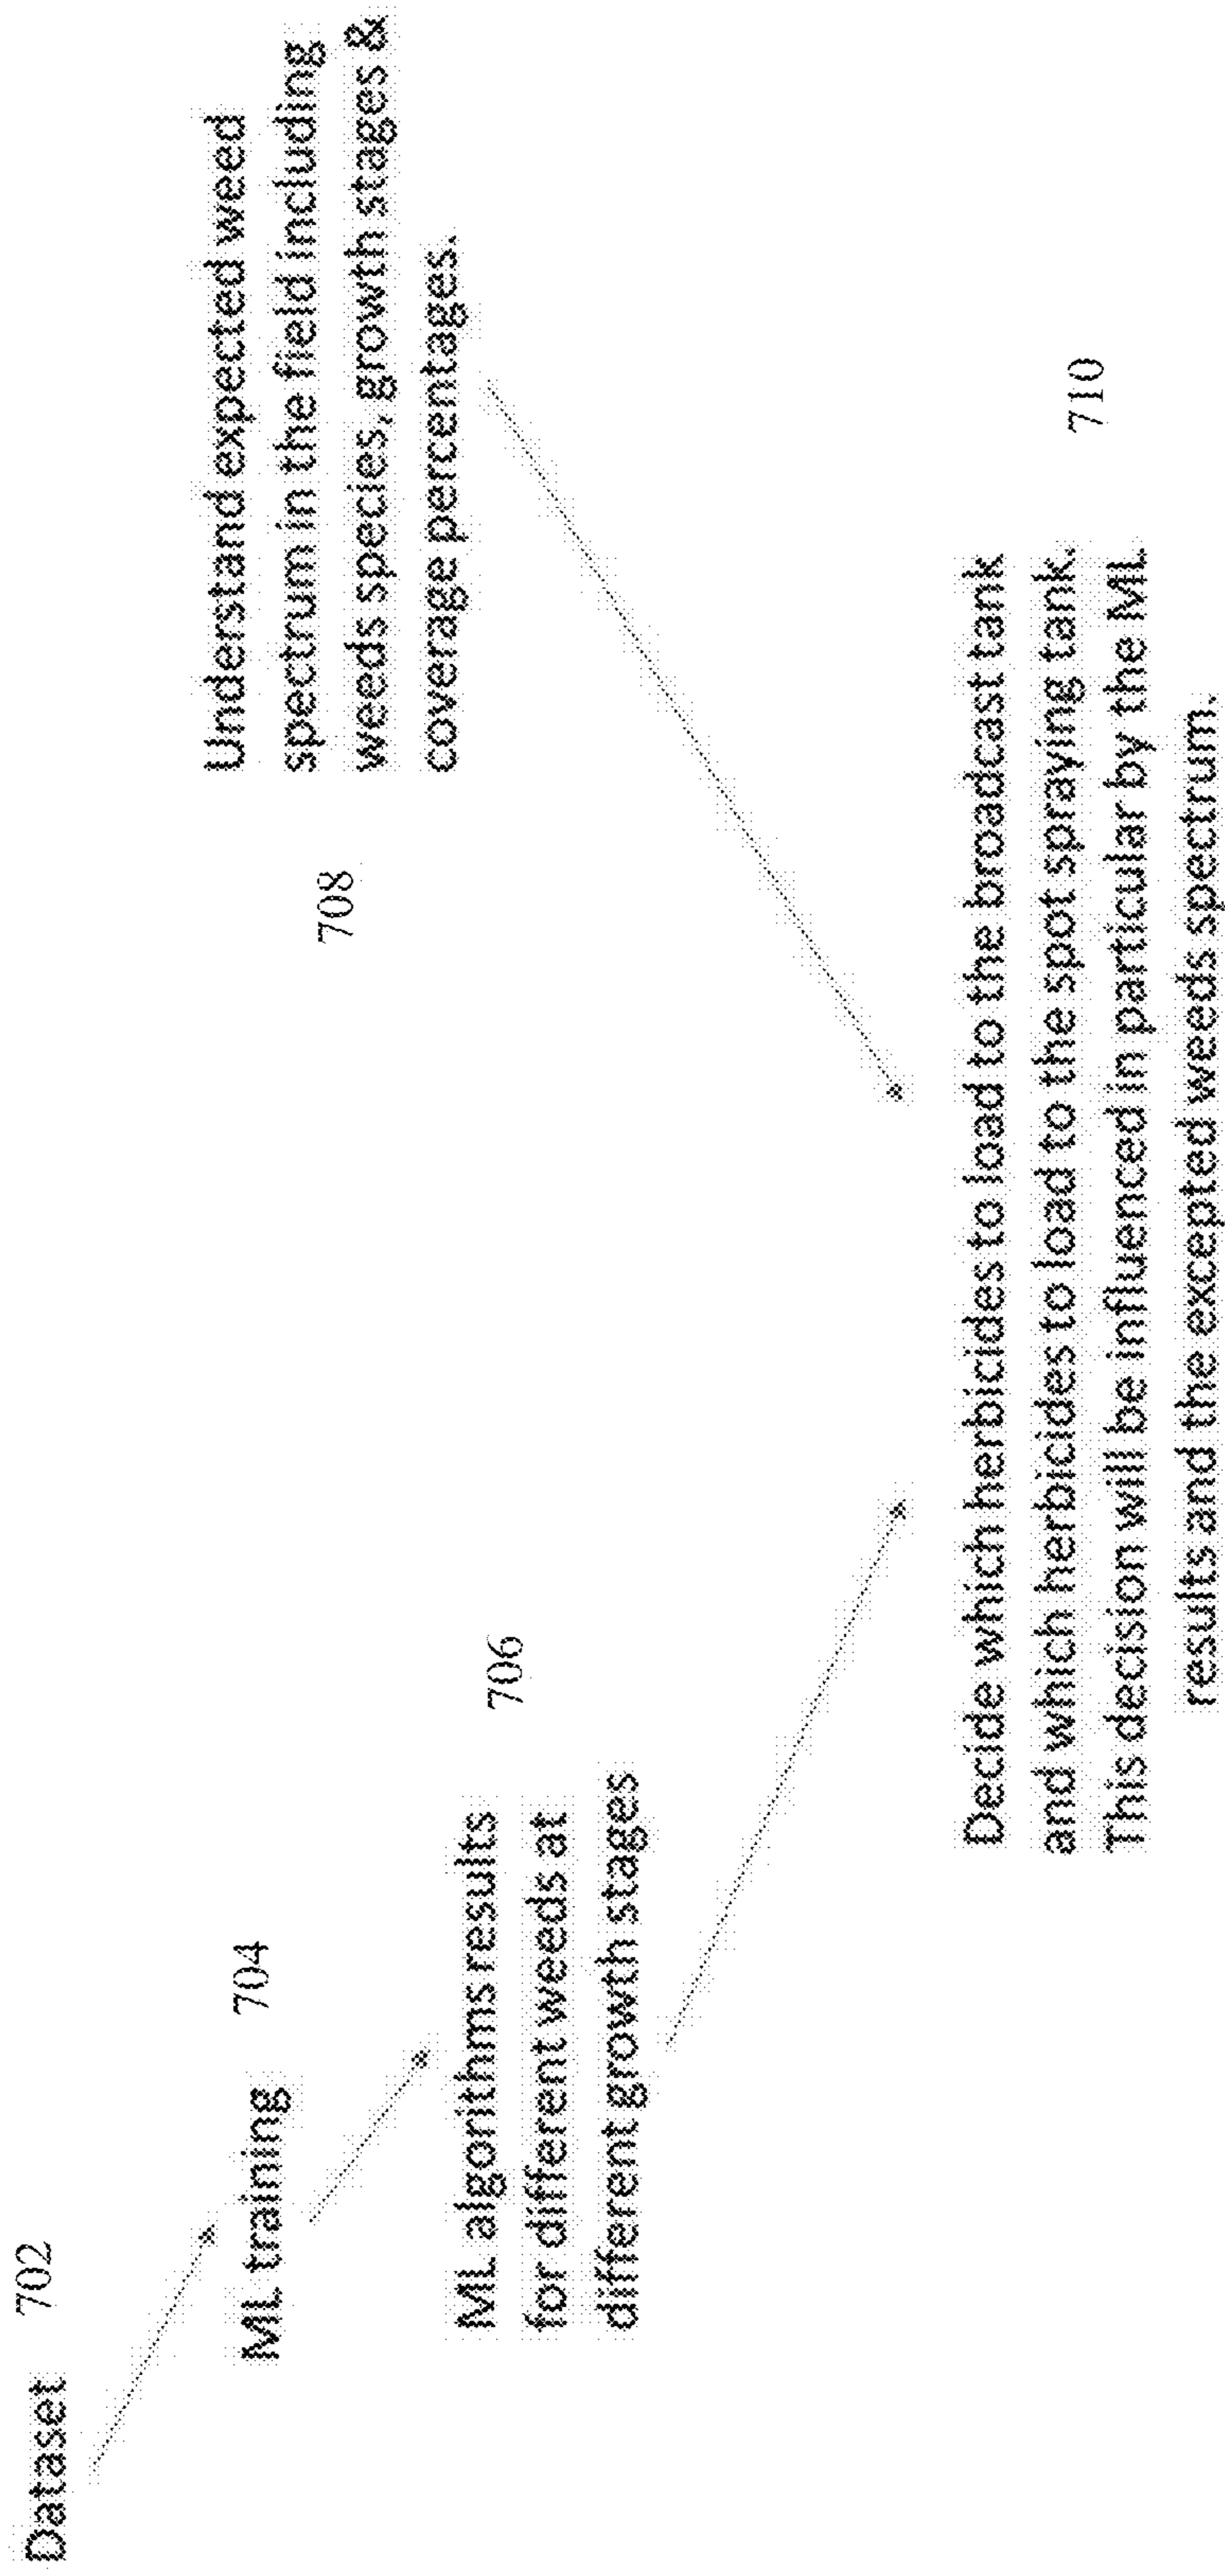 Dataset
702
ML training
704
ML algorithms results
for different weeds at
different growth stages
706
Understand expected weed
spectrum in the field including
weeds species, growth stages &
coverage percentages.
708
Decide which herbicides to load to the broadcast tank
and which herbicides to load to the spot spraying tank.
This decision will be influenced in particular by the ML
results and the excepted weeds spectrum.
710